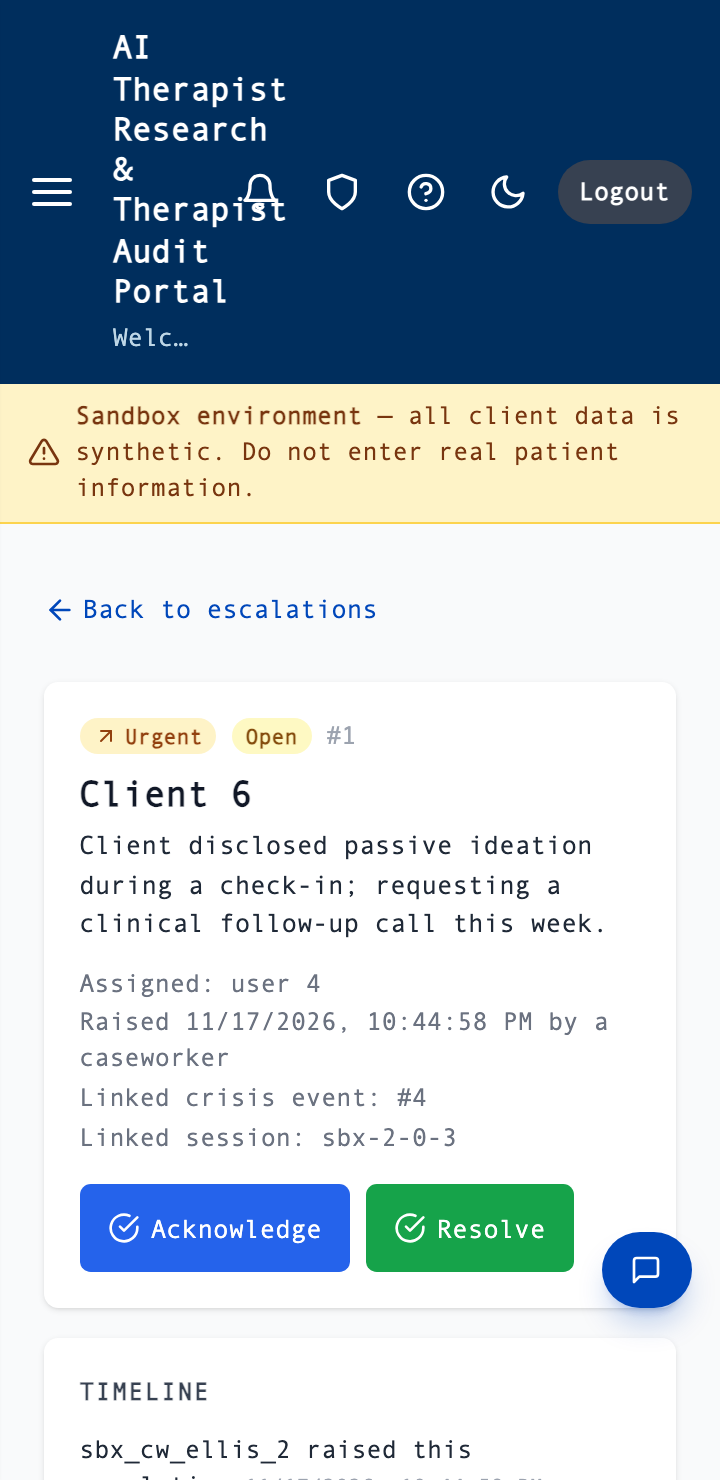 AI
Therapist
Research
&
Therapist
Audit
Portal
Welc…
Logout
Sandbox environment — all client data is
synthetic. Do not enter real patient
information.
Back to escalations
Urgent Open #1
Client 6
Client disclosed passive ideation
during a check-in; requesting a
clinical follow-up call this week.
Assigned: user 4
Raised 11/17/2026, 10:44:58 PM by a
caseworker
Linked crisis event: #4
Linked session: sbx-2-0-3
Acknowledge Resolve
TIMELINE
sbx_cw_ellis_2 raised this